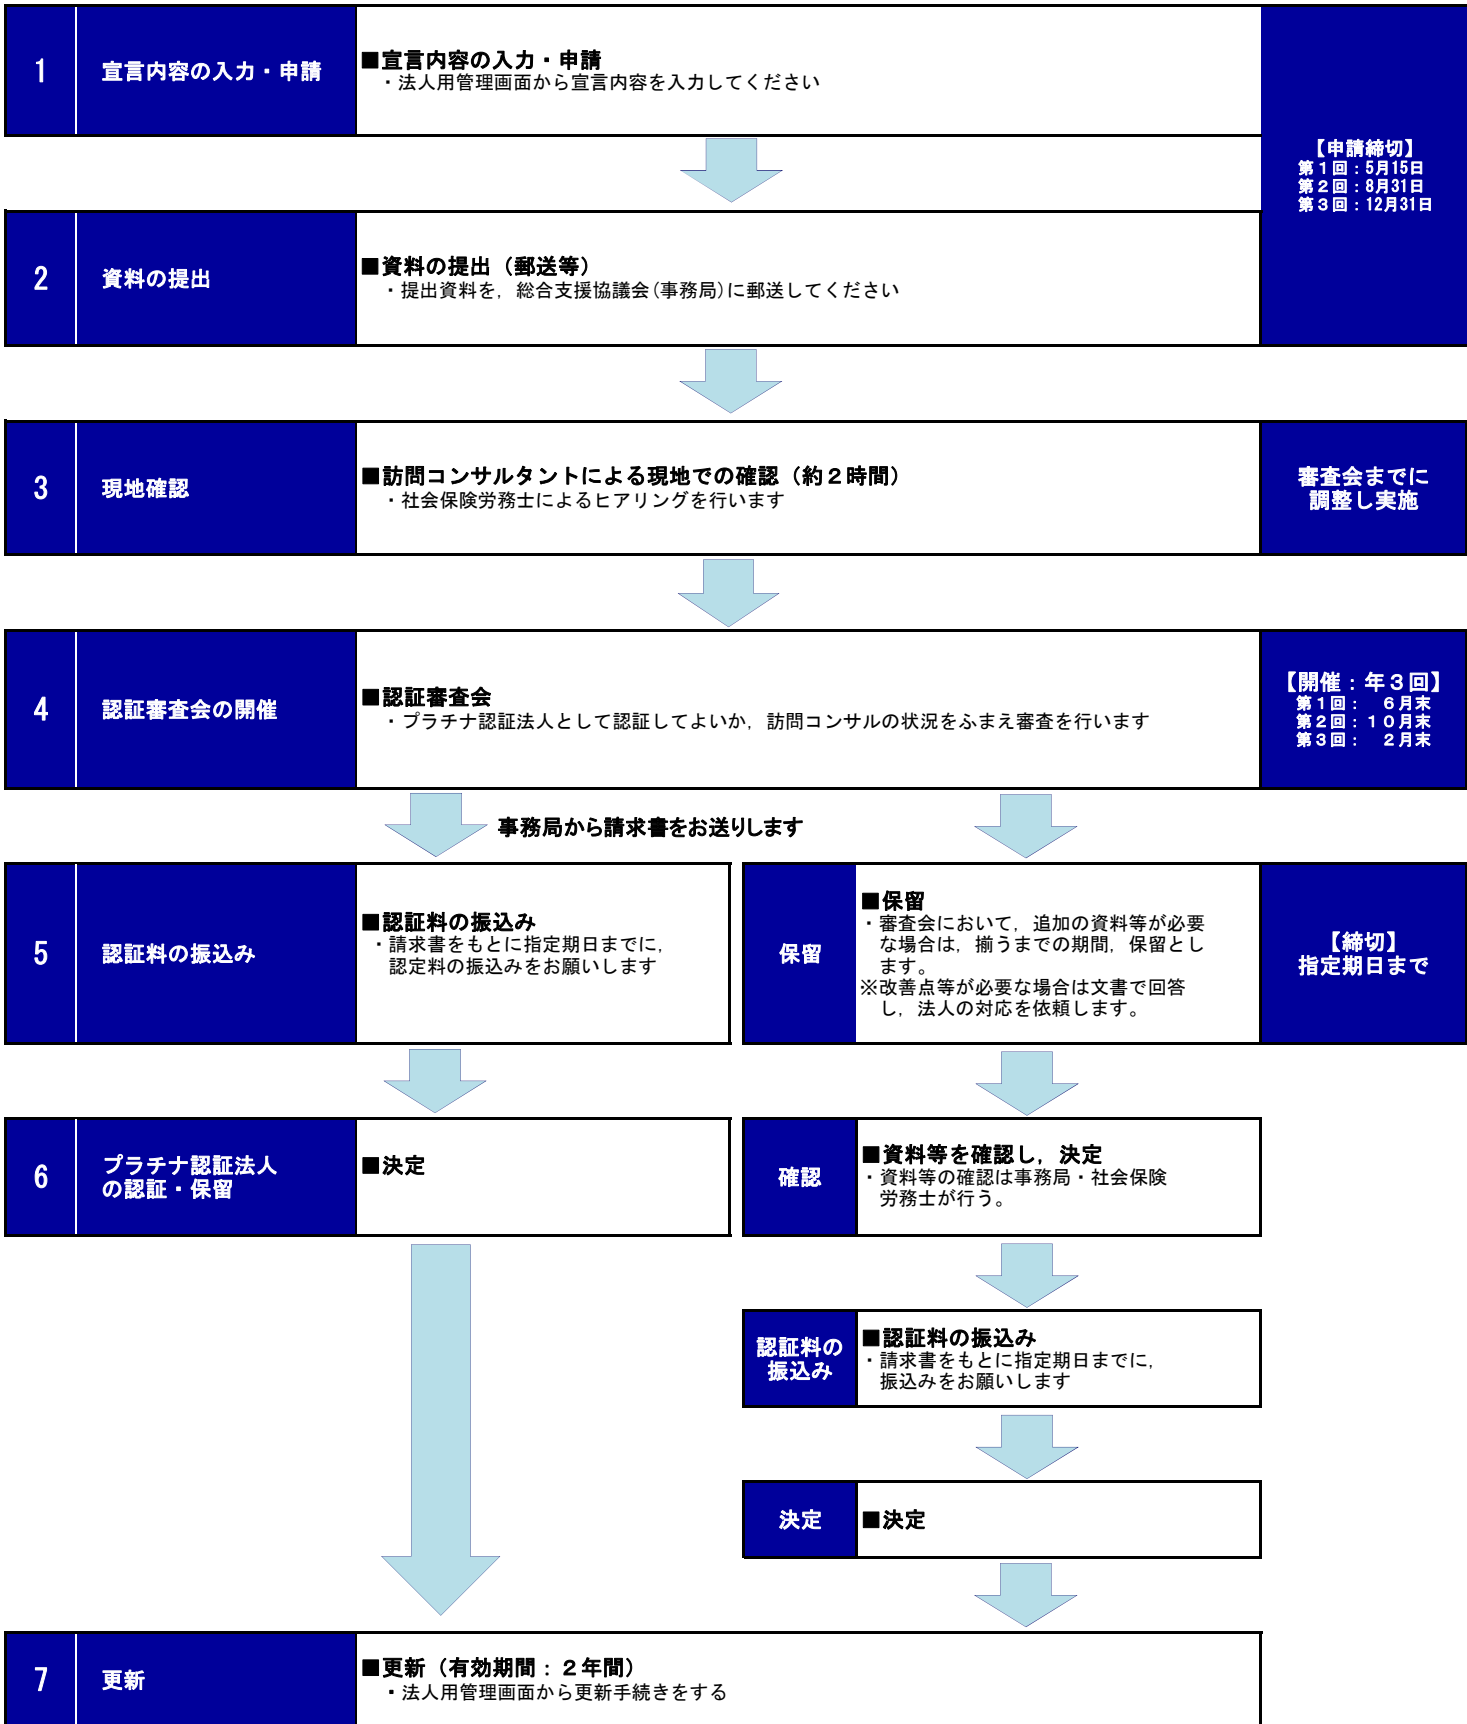 1
宣言内容の入力・申請
■宣言内容の入力・申請
・法人用管理画面から宣言内容を入力してください
【申請締切】
第１回：5月15日
第２回：8月31日
第３回：12月31日
2
資料の提出
■資料の提出（郵送等）
・提出資料を，総合支援協議会(事務局)に郵送してください
3
現地確認
■訪問コンサルタントによる現地での確認（約２時間）
・社会保険労務士によるヒアリングを行います
審査会までに
調整し実施
4
認証審査会の開催
■認証審査会
・プラチナ認証法人として認証してよいか，訪問コンサルの状況をふまえ審査を行います
【開催：年３回】
第１回：　６月末
第２回：１０月末
第３回：　２月末
事務局から請求書をお送りします
5
認証料の振込み
■認証料の振込み
・請求書をもとに指定期日までに，
認定料の振込みをお願いします
保留
■保留
・審査会において，追加の資料等が必要
な場合は，揃うまでの期間，保留とし
ます。
※改善点等が必要な場合は文書で回答
し，法人の対応を依頼します。
【締切】
指定期日まで
6
プラチナ認証法人
の認証・保留
■決定
確認
■資料等を確認し，決定
・資料等の確認は事務局・社会保険
労務士が行う。
認証料の
振込み
■認証料の振込み
・請求書をもとに指定期日までに，
振込みをお願いします
決定
■決定
7
更新
■更新（有効期間：２年間）
・法人用管理画面から更新手続きをする